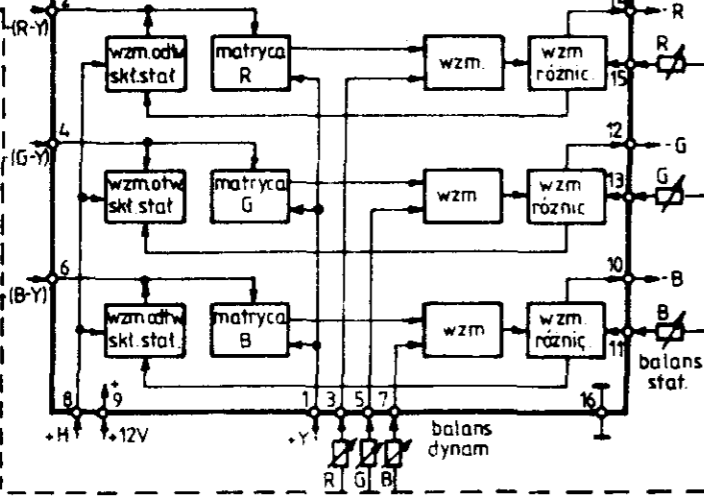 2
14
-R
-(R-Y)
wzm.odtw
skł.stat
matryca
R
wzm.
wzm
różnic.
15
R
4
12
-G
(G-Y)
wzm.otw
skł.stat
matryca
G
wzm
wzm
różnic
13
G
6
10
-B
(B-Y)
wzm.odtw
skł.stat.
matryca
B
wzm
wzm.
różnic.
11
B
balans
stat.
8
9
+
1
3
5
7
16
+H
+12V
+Y
balans
dynam
R
G
B